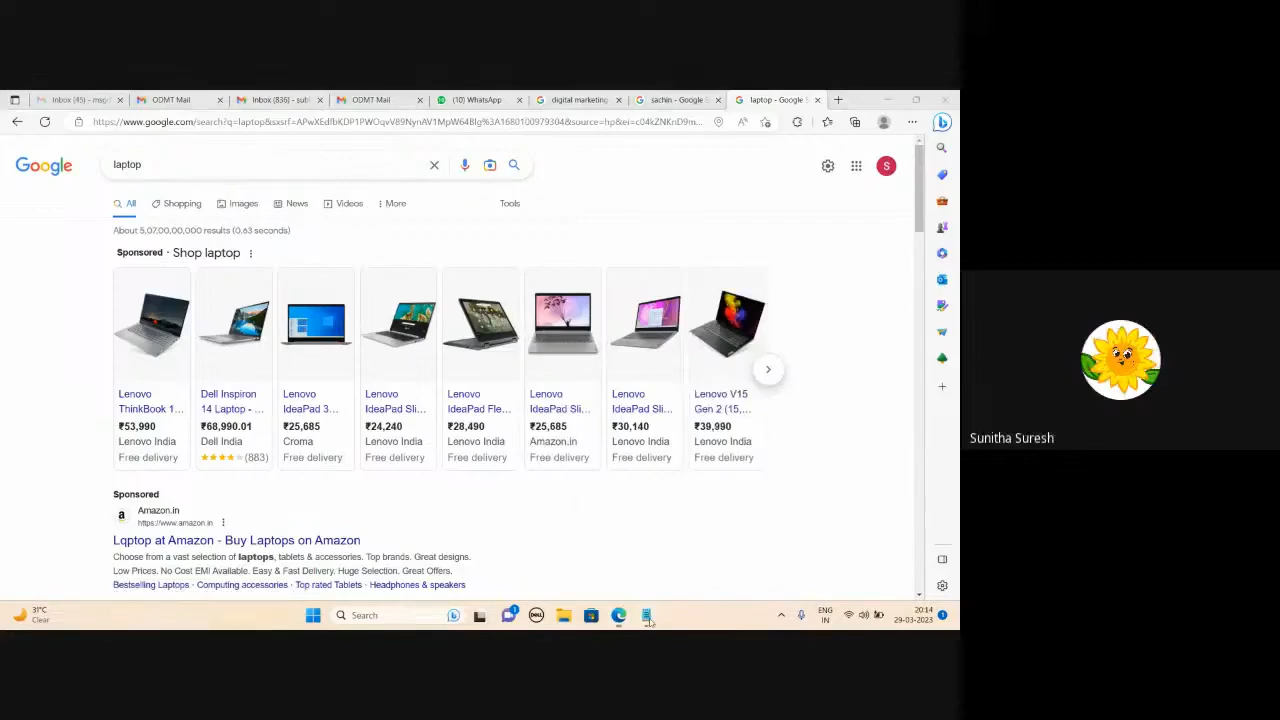 Inbox (45) - msgr
ODMT Mail
Inbox (836) - sub
ODMT Mail
(10) WhatsApp
digital marketing
sachin - Google S
laptop - Google S
Google
laptop
S
All
Shopping
Images
News
Videos
More
Tools
About 5,07,00,00,000 results (0.63 seconds)
Sponsored · Shop laptop
Lenovo ThinkBook 1...
₹53,990
Lenovo India
Free delivery
Dell Inspiron 14 Laptop - ...
₹68,990.01
Dell India
(883)
Lenovo IdeaPad 3...
₹25,685
Croma
Free delivery
Lenovo IdeaPad Sli...
₹24,240
Lenovo India
Free delivery
Lenovo IdeaPad Fle...
₹28,490
Lenovo India
Free delivery
Lenovo IdeaPad Sli...
₹25,685
Amazon.in
Free delivery
Lenovo IdeaPad Sli...
₹30,140
Lenovo India
Free delivery
Lenovo V15 Gen 2 (15,...
₹39,990
Lenovo India
Free delivery
Sponsored
a
Amazon.in
https://www.amazon.in
Lqptop at Amazon - Buy Laptops on Amazon
Choose from a vast selection of laptops, tablets & accessories. Top brands. Great designs.
Low Prices. No Cost EMI Available. Easy & Fast Delivery. Huge Selection. Great Offers.
Bestselling Laptops · Computing accessories · Top rated Tablets · Headphones & speakers
Sunitha Suresh
31°C
Clear
Search
DELL
ENG
IN
20:14
29-03-2023